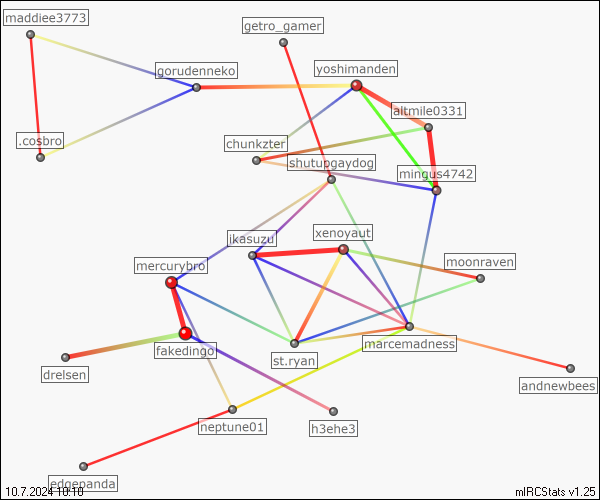 maddiee3773
getro_gamer
gorudenneko
yoshimanden
altmile0331
.cosbro
chunkzter
shutupgaydog
mingus4742
ikasuzu
xenoyaut
mercurybro
moonraven
fakedingo
st.ryan
marcemadness
drelsen
andnewbees
neptune01
h3ehe3
edgepanda
10.7.2024 10:10
mIRCStats v1.25